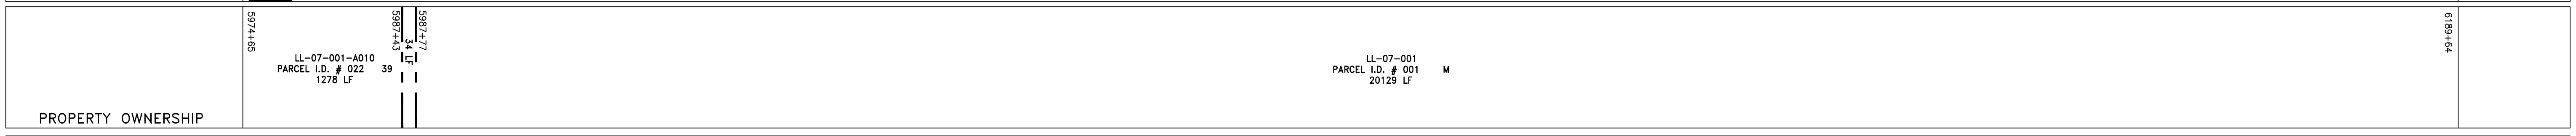 PROPERTY OWNERSHIP
5974+65
LL-07-001-A010
PARCEL I.D. # 022 39
1278 LF
5987+43
34 LF
5987+77
LL-07-001
PARCEL I.D. # 001 M
20129 LF
6189+64